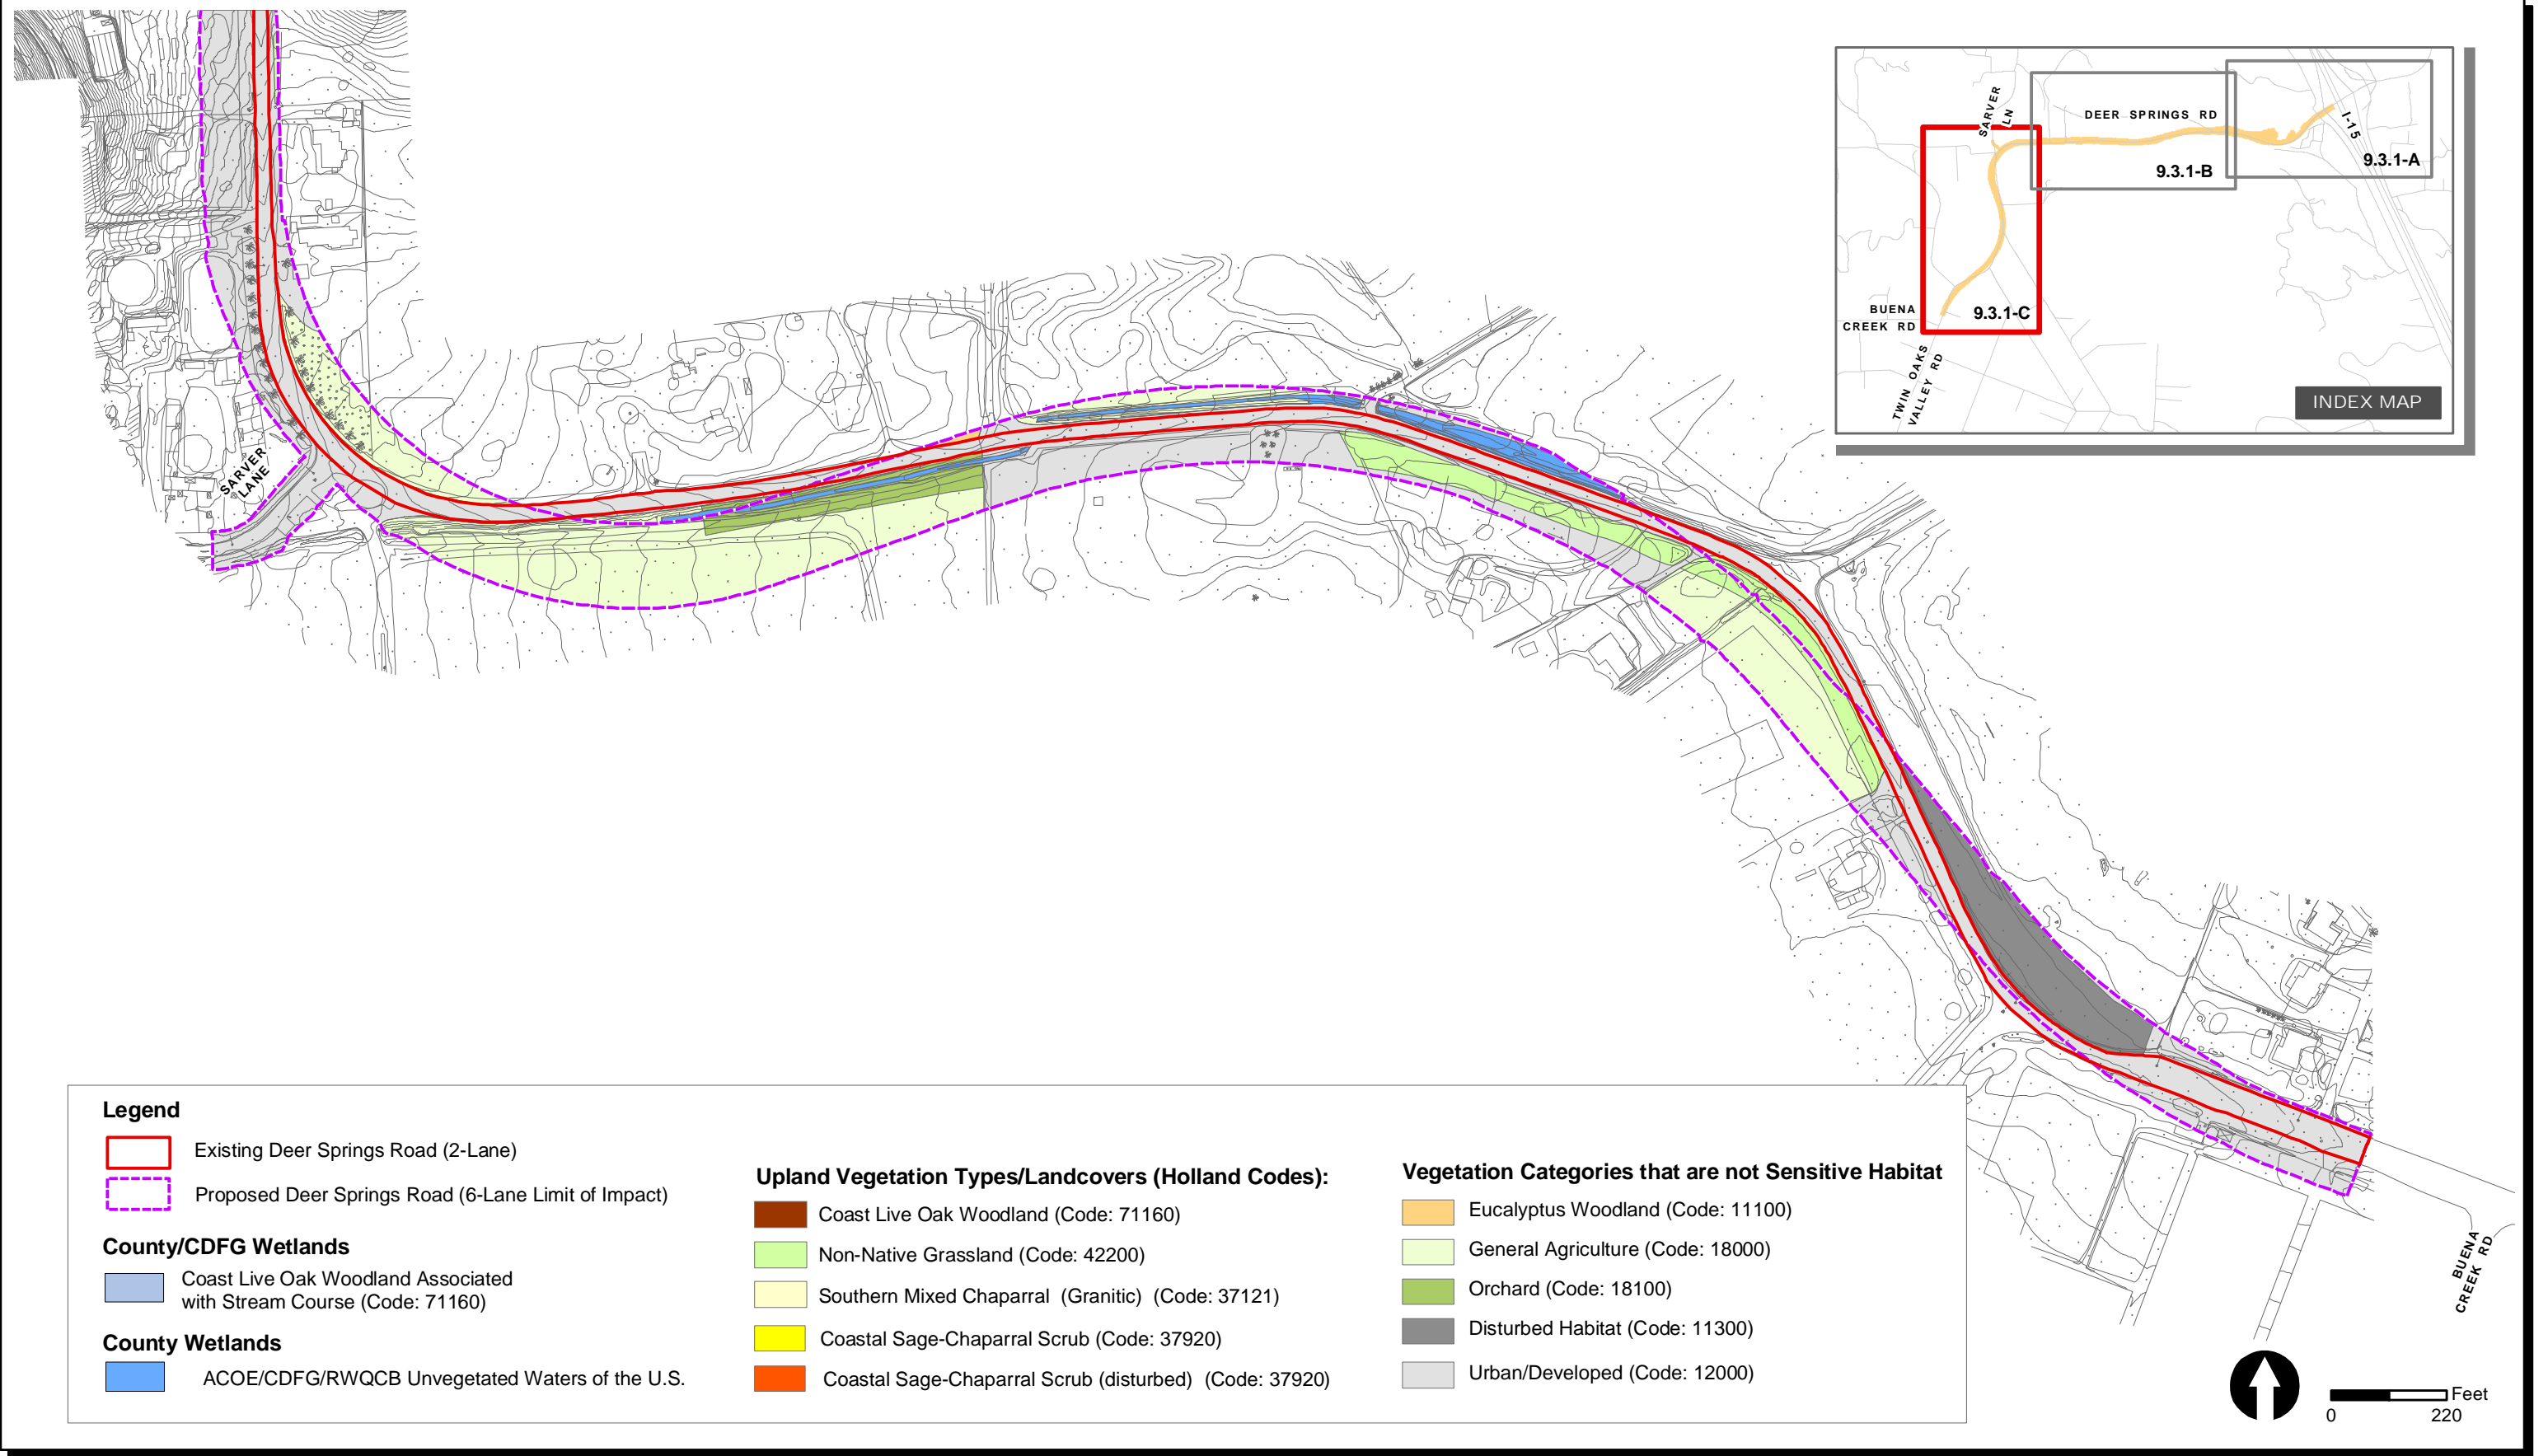 SARVER
LN
DEER SPRINGS RD
I-15
9.3.1-A
9.3.1-B
9.3.1-C
BUENA
CREEK RD
TWIN OAKS
VALLEY RD
INDEX MAP
SARVER
LANE
BUENA
CREEK RD
Legend
Existing Deer Springs Road (2-Lane)
Proposed Deer Springs Road (6-Lane Limit of Impact)
County/CDFG Wetlands
Coast Live Oak Woodland Associated
with Stream Course (Code: 71160)
County Wetlands
ACOE/CDFG/RWQCB Unvegetated Waters of the U.S.
Upland Vegetation Types/Landcovers (Holland Codes):
Coast Live Oak Woodland (Code: 71160)
Non-Native Grassland (Code: 42200)
Southern Mixed Chaparral (Granitic) (Code: 37121)
Coastal Sage-Chaparral Scrub (Code: 37920)
Coastal Sage-Chaparral Scrub (disturbed) (Code: 37920)
Vegetation Categories that are not Sensitive Habitat
Eucalyptus Woodland (Code: 11100)
General Agriculture (Code: 18000)
Orchard (Code: 18100)
Disturbed Habitat (Code: 11300)
Urban/Developed (Code: 12000)
Feet
0 220